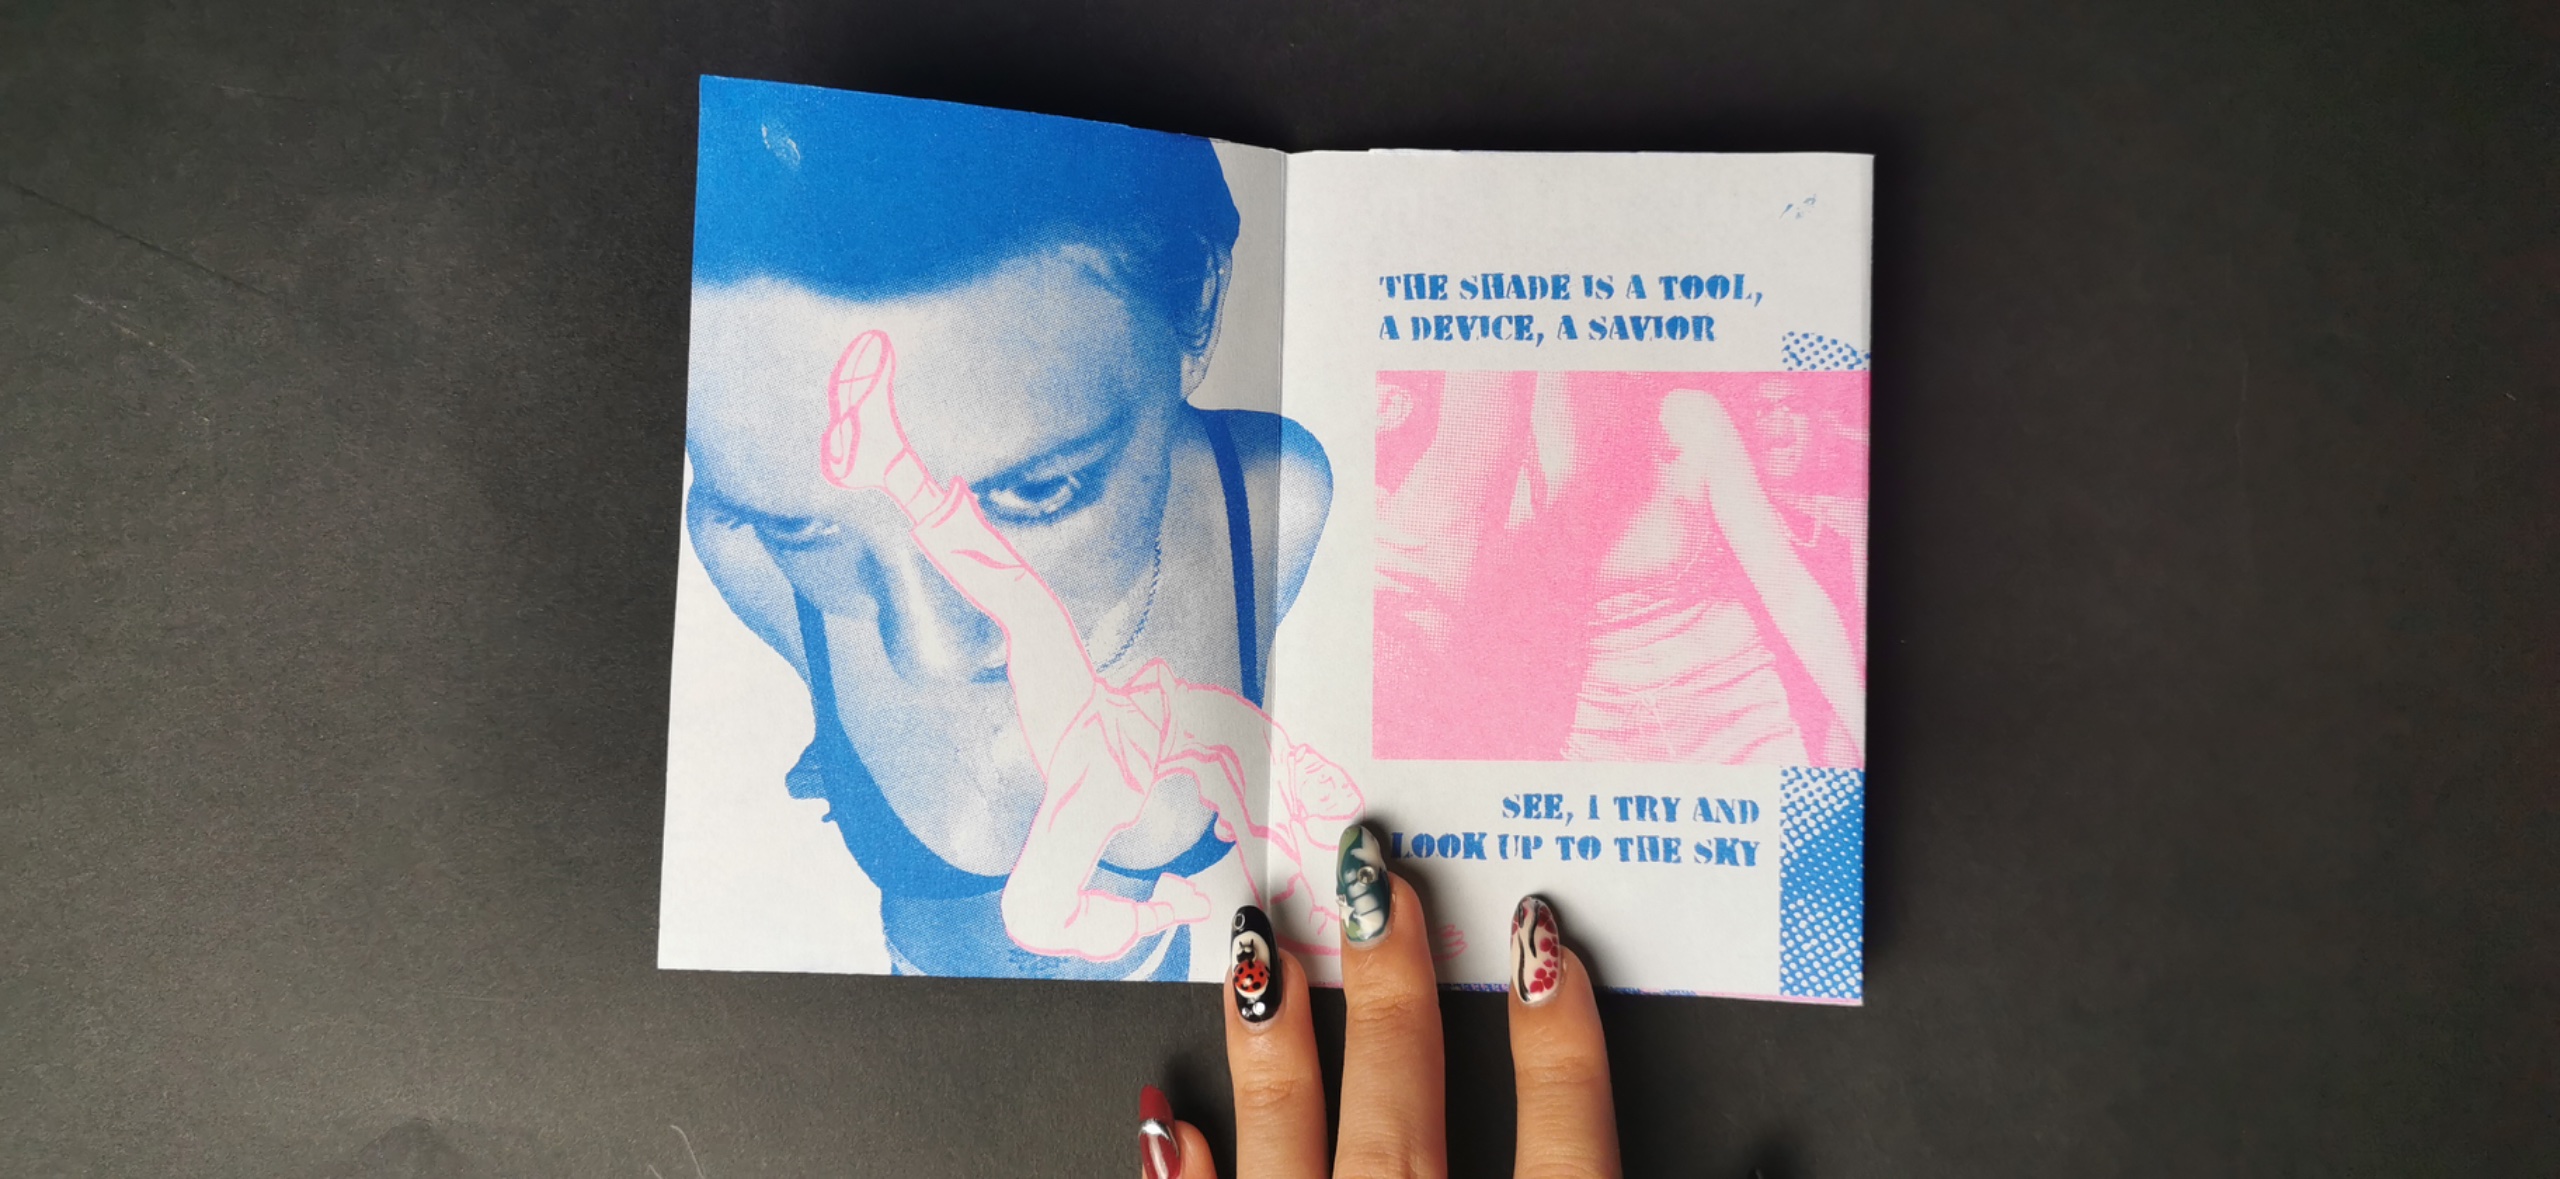 THE SHADE IS A TOOL,
A DEVICE, A SAVIOR
SEE, I TRY AND
LOOK UP TO THE SKY